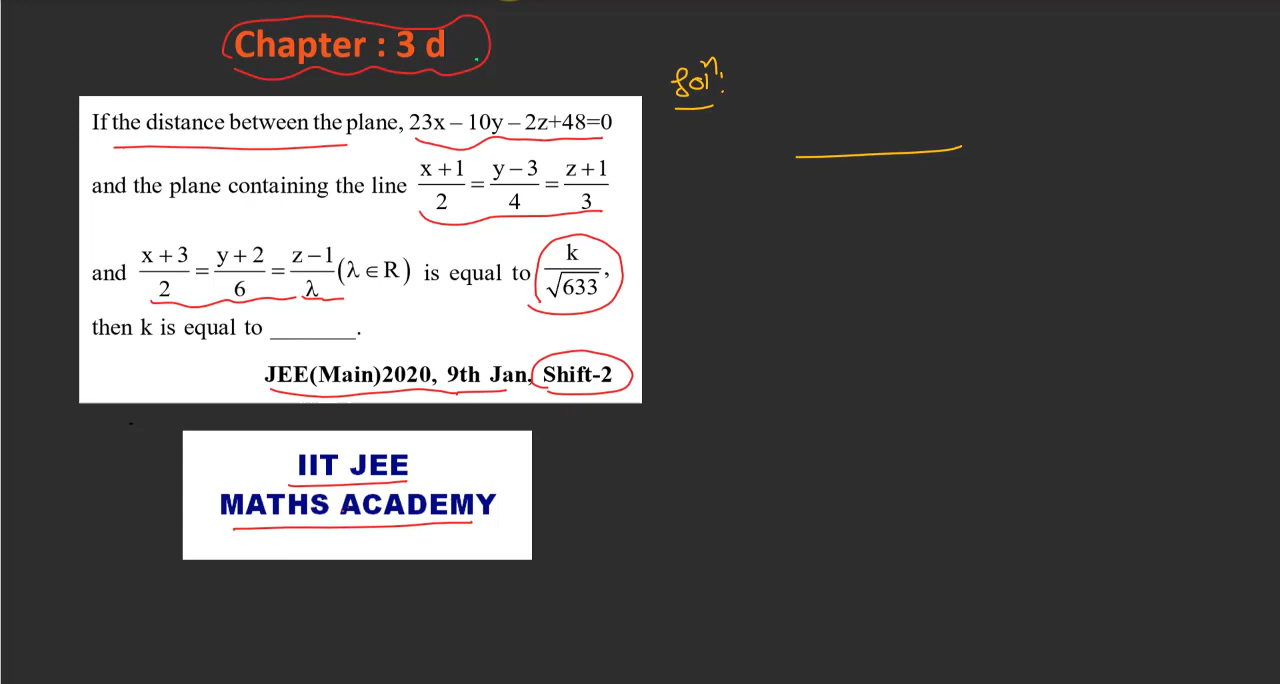 Chapter : 3 d
If the distance between the plane, 23x – 10y – 2z+48=0
and the plane containing the line (x+1)/2 = (y–3)/4 = (z+1)/3
and (x+3)/2 = (y+2)/6 = (z–1)/λ (λ∈R) is equal to k/√633,
then k is equal to ________.
JEE(Main)2020, 9th Jan, Shift-2
IIT JEE
MATHS ACADEMY
Solⁿ: